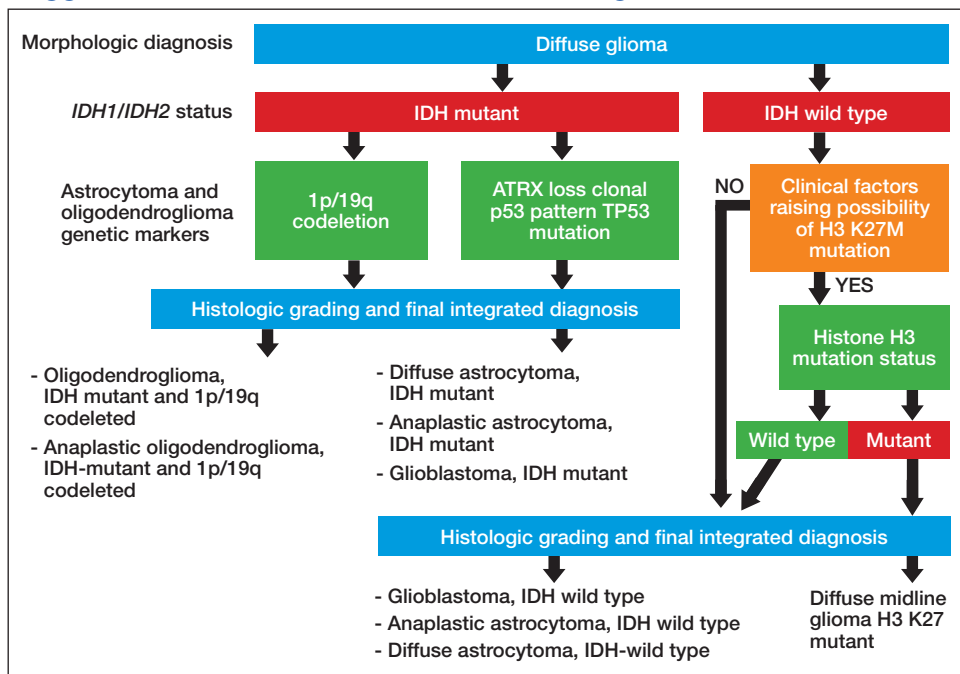 Morphologic diagnosis
Diffuse glioma
IDH1/IDH2 status
IDH mutant
IDH wild type
Astrocytoma and
oligodendroglioma
genetic markers
1p/19q
codeletion
ATRX loss clonal
p53 pattern TP53
mutation
NO
Clinical factors
raising possibility
of H3 K27M
mutation
YES
Histologic grading and final integrated diagnosis
Histone H3
mutation status
- Oligodendroglioma,
IDH mutant and 1p/19q
codeleted
- Anaplastic oligodendroglioma,
IDH-mutant and 1p/19q
codeleted
- Diffuse astrocytoma,
IDH mutant
- Anaplastic astrocytoma,
IDH mutant
- Glioblastoma, IDH mutant
Wild type
Mutant
Histologic grading and final integrated diagnosis
- Glioblastoma, IDH wild type
- Anaplastic astrocytoma, IDH wild type
- Diffuse astrocytoma, IDH-wild type
Diffuse midline
glioma H3 K27
mutant